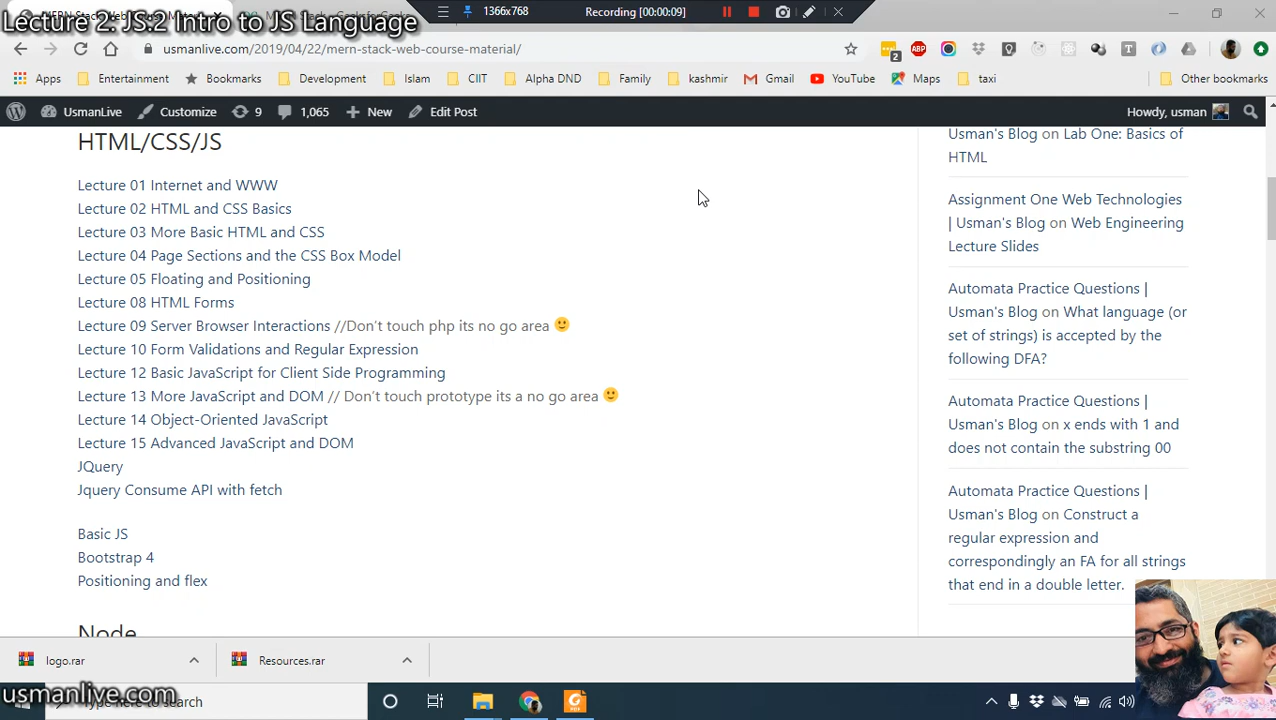 Lecture 2. JS.2 Intro to JS Language
1366x768
Recording [00:00:09]
usmanlive.com/2019/04/22/mern-stack-web-course-material/
2
ABP
Apps
Entertainment
Bookmarks
Development
Islam
CIIT
Alpha DND
Family
kashmir
Gmail
YouTube
Maps
taxi
Other bookmarks
UsmanLive
Customize
9
1,065
New
Edit Post
Howdy, usman
HTML/CSS/JS
Lecture 01 Internet and WWW
Lecture 02 HTML and CSS Basics
Lecture 03 More Basic HTML and CSS
Lecture 04 Page Sections and the CSS Box Model
Lecture 05 Floating and Positioning
Lecture 08 HTML Forms
Lecture 09 Server Browser Interactions //Don’t touch php its no go area
Lecture 10 Form Validations and Regular Expression
Lecture 12 Basic JavaScript for Client Side Programming
Lecture 13 More JavaScript and DOM // Don’t touch prototype its a no go area
Lecture 14 Object-Oriented JavaScript
Lecture 15 Advanced JavaScript and DOM
JQuery
Jquery Consume API with fetch
Basic JS
Bootstrap 4
Positioning and flex
Node
Usman's Blog on Lab One: Basics of
HTML
Assignment One Web Technologies
| Usman's Blog on Web Engineering
Lecture Slides
Automata Practice Questions |
Usman's Blog on What language (or
set of strings) is accepted by the
following DFA?
Automata Practice Questions |
Usman's Blog on x ends with 1 and
does not contain the substring 00
Automata Practice Questions |
Usman's Blog on Construct a
regular expression and
correspondingly an FA for all strings
that end in a double letter.
logo.rar
Resources.rar
usmanlive.com
Type here to search